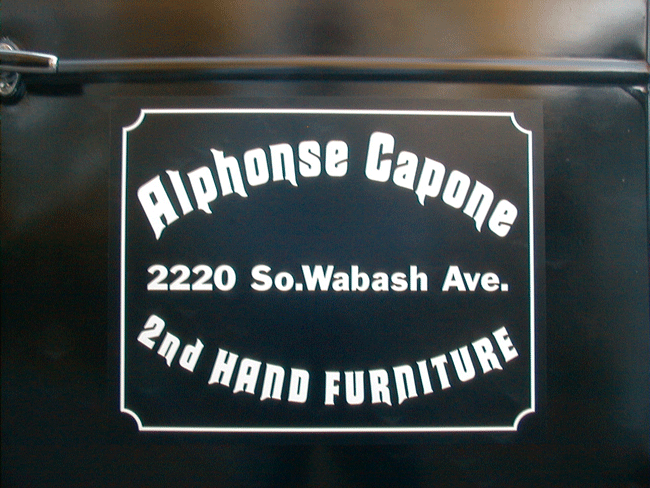 Alphonse Capone
2220 So.Wabash Ave.
2nd HAND FURNITURE